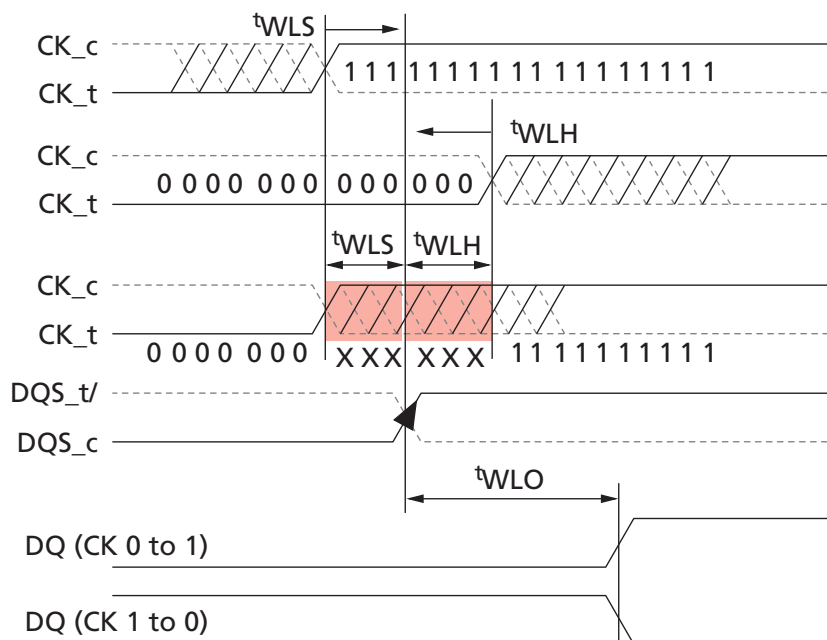 tWLS
CK_c
1 1 1 1 1 1 1 1 1 1 1 1 1 1 1 1 1
CK_t
tWLH
CK_c
0 0 0 0 0 0 0 0 0 0 0 0 0
CK_t
tWLS tWLH
CK_c
CK_t
0 0 0 0 0 0 0 X X X X X X 1 1 1 1 1 1 1 1 1
DQS_t/
DQS_c
tWLO
DQ (CK 0 to 1)
DQ (CK 1 to 0)